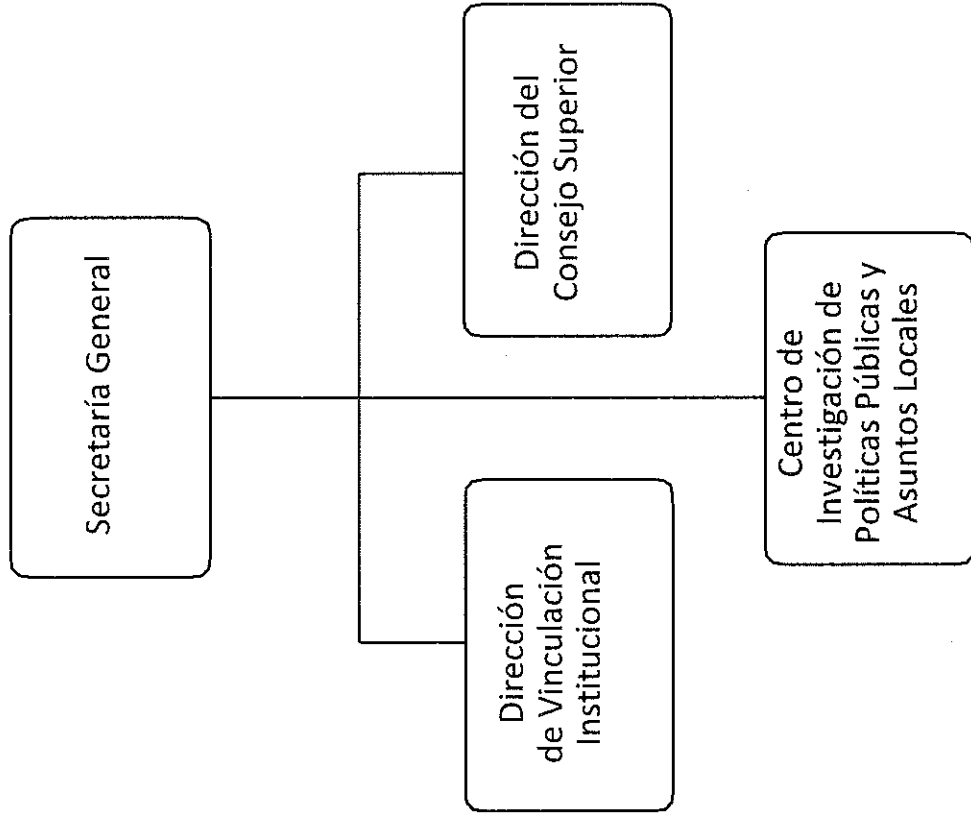 Secretaría General
Dirección
de Vinculación
Institucional
Dirección del
Consejo Superior
Centro de
Investigación de
Políticas Públicas y
Asuntos Locales